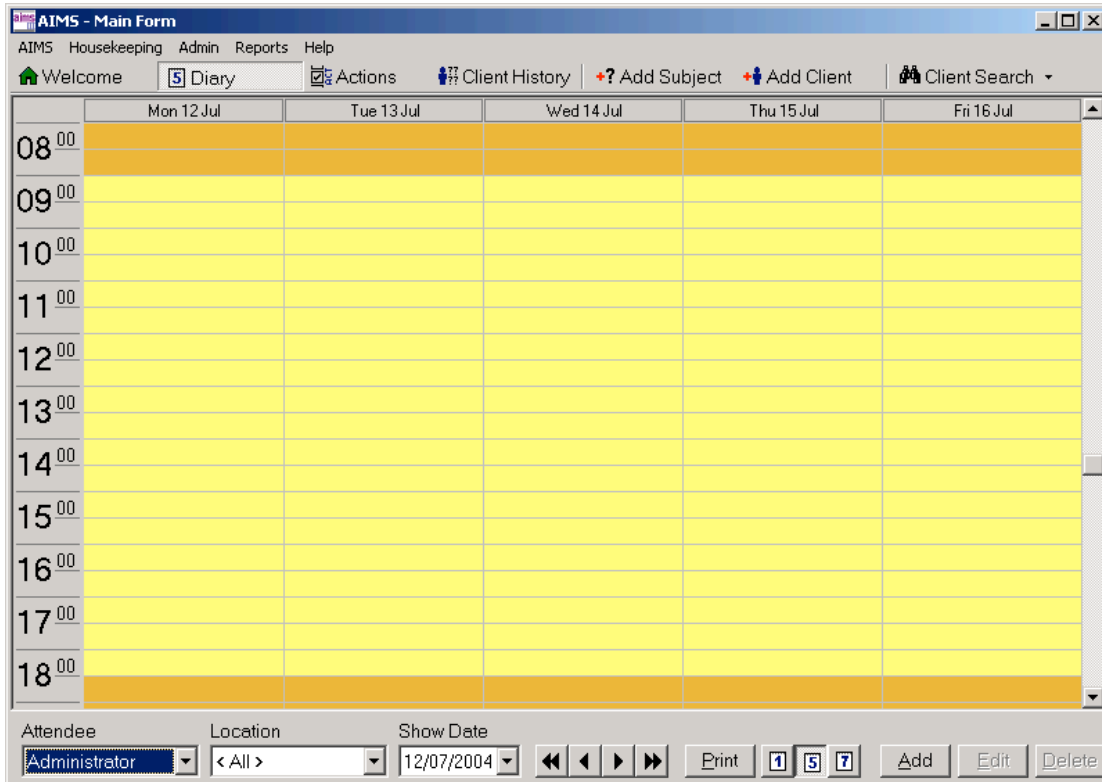 AIMS - Main Form
AIMS Housekeeping Admin Reports Help
Welcome 5 Diary Actions Client History +? Add Subject + Add Client Client Search
Mon 12 Jul Tue 13 Jul Wed 14 Jul Thu 15 Jul Fri 16 Jul
08 00
09 00
10 00
11 00
12 00
13 00
14 00
15 00
16 00
17 00
18 00
Attendee Location Show Date
Administrator < All > 12/07/2004 Print 1 5 7 Add Edit Delete